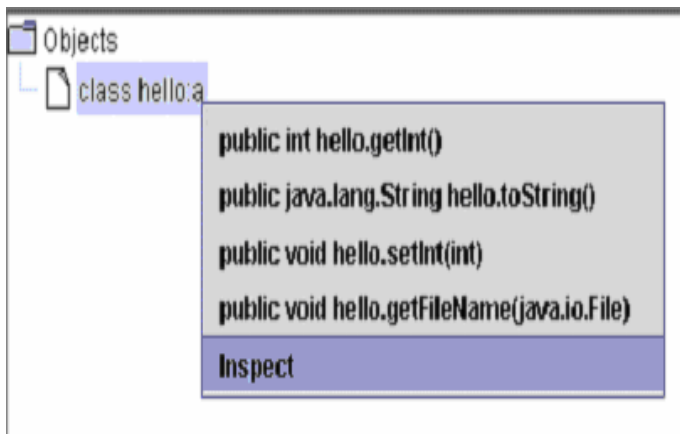 Objects
class hello:a
public int hello.getInt()
public java.lang.String hello.toString()
public void hello.setInt(int)
public void hello.getFileName(java.io.File)
Inspect